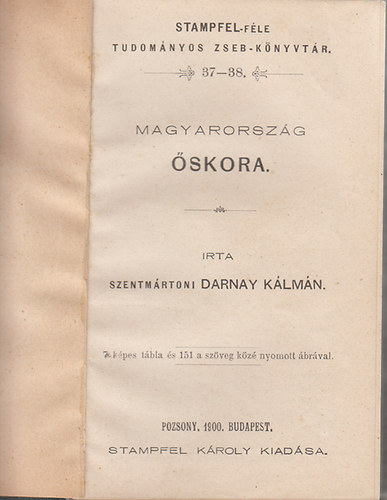 STAMPFEL-FÉLE
TUDOMÁNYOS ZSEB-KÖNYVTÁR.
37—38.
MAGYARORSZÁG
ŐSKORA.
IRTA
SZENTMÁRTONI DARNAY KÁLMÁN.
7 képes tábla és 151 a szöveg közé nyomott ábrával.
POZSONY. 1900. BUDAPEST.
STAMPFEL KÁROLY KIADÁSA.